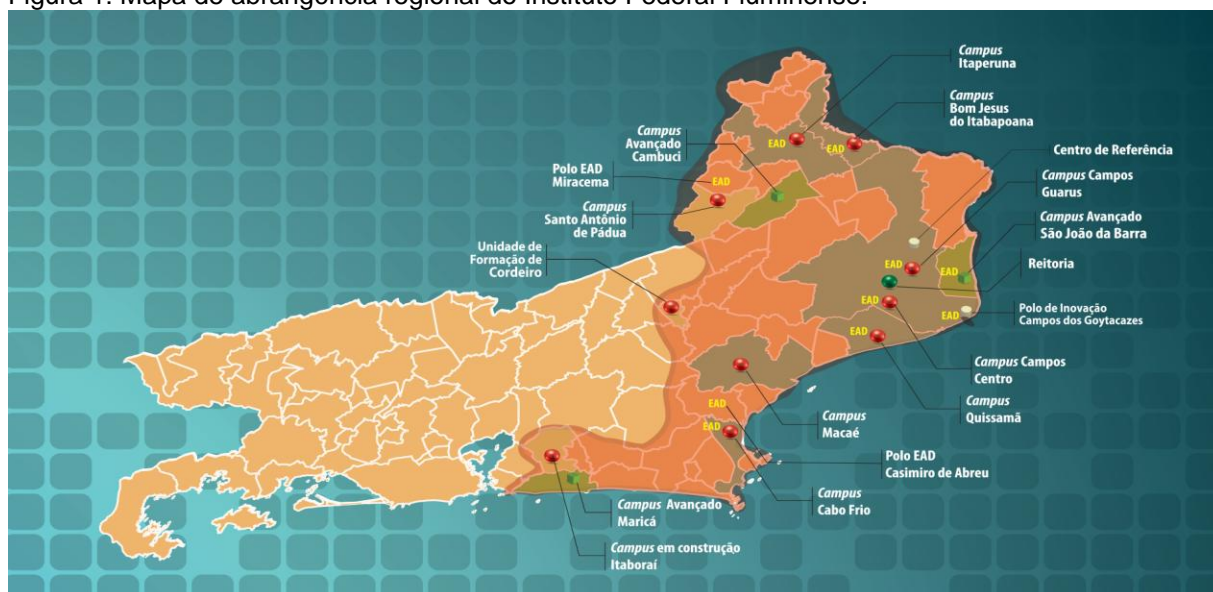 Figura 1. Mapa de abrangência regional do Instituto Federal Fluminense.
Campus
Itaperuna
Campus
Bom Jesus
do Itabapoana
Campus
Avançado
Cambuci
Centro de Referência
Polo EAD
Miracema
Campus Campos
Guarus
Campus
Santo Antônio
de Pádua
Campus Avançado
São João da Barra
Unidade de
Formação de
Cordeiro
Reitoria
Polo de Inovação
Campos dos Goytacazes
Campus Campos
Centro
Campus
Quissamã
Campus
Macaé
Polo EAD
Casimiro de Abreu
Campus
Cabo Frio
Campus Avançado
Maricá
Campus em construção
Itaboraí
EAD
EAD
EAD
EAD
EAD
EAD
EAD
EAD
EAD
EAD